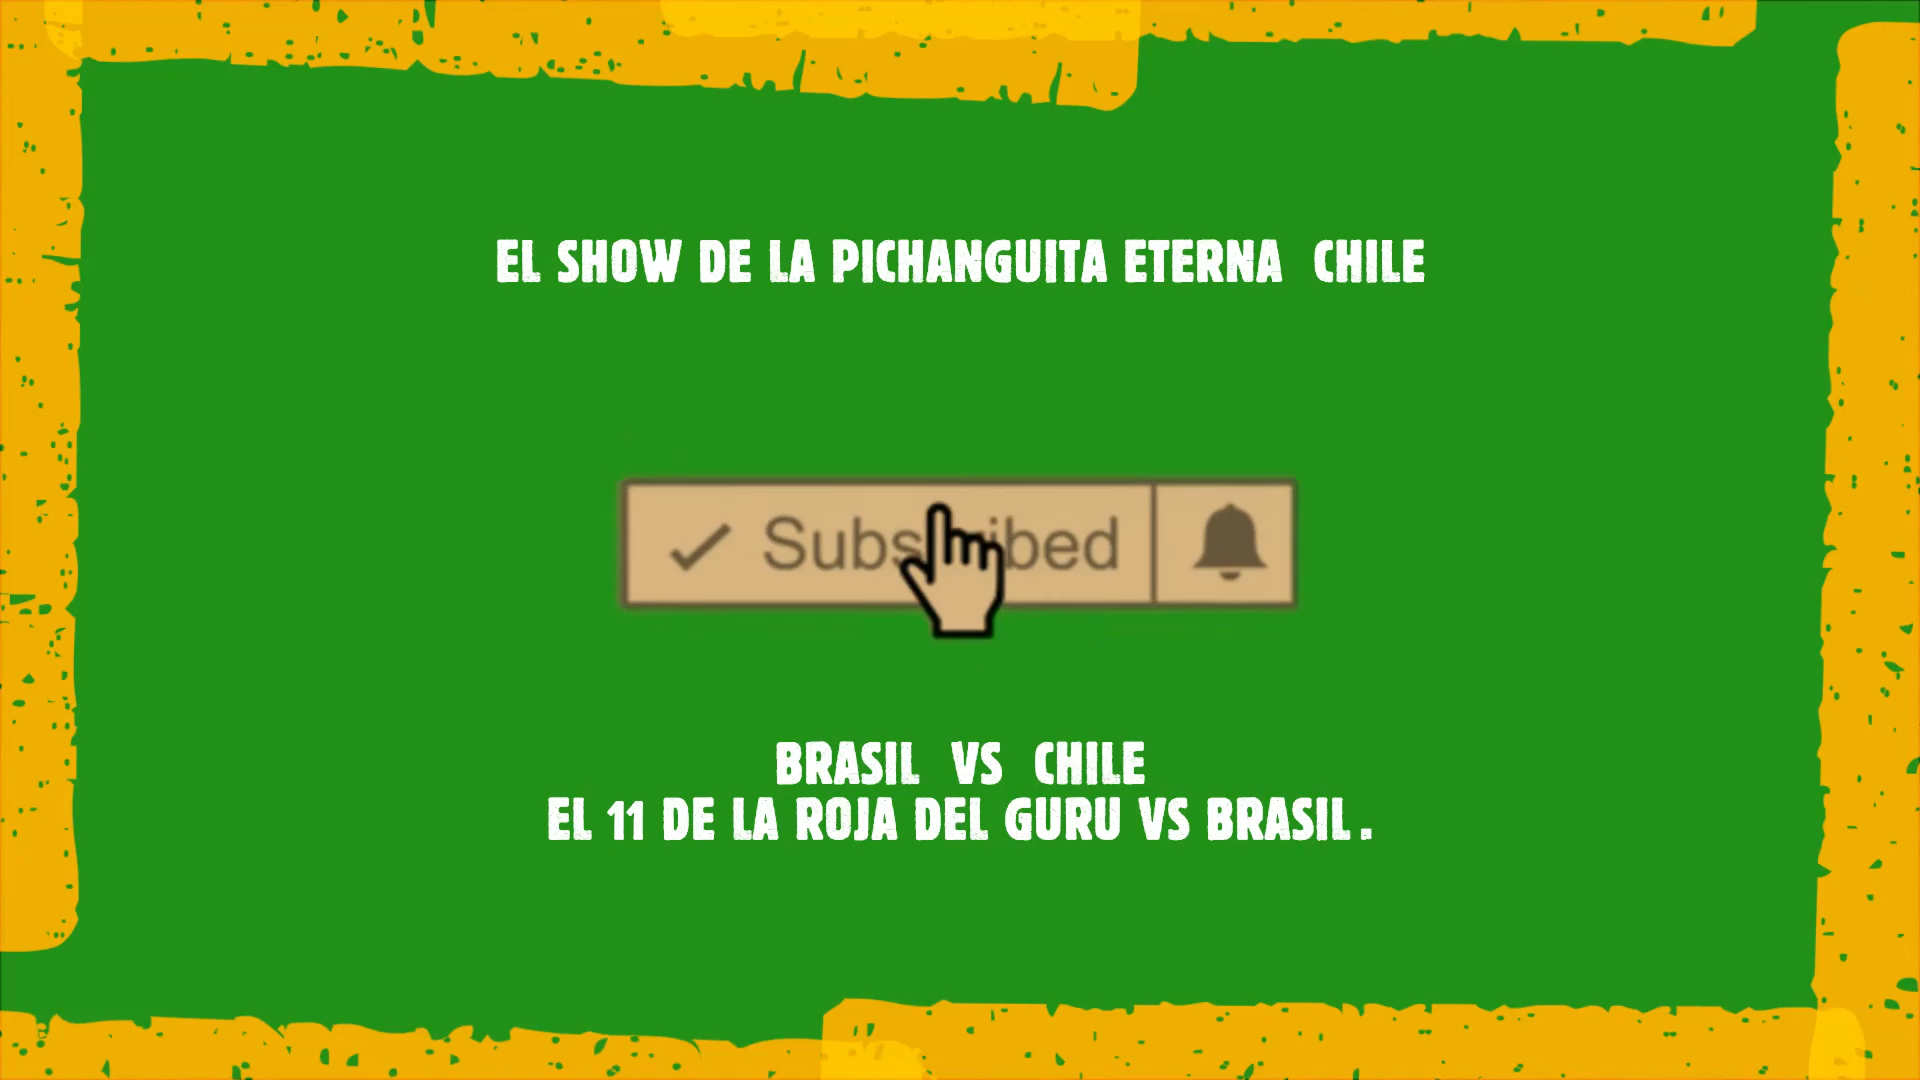 EL SHOW DE LA PICHANGUITA ETERNA CHILE
Subscribed
BRASIL VS CHILE
EL 11 DE LA ROJA DEL GURU VS BRASIL.